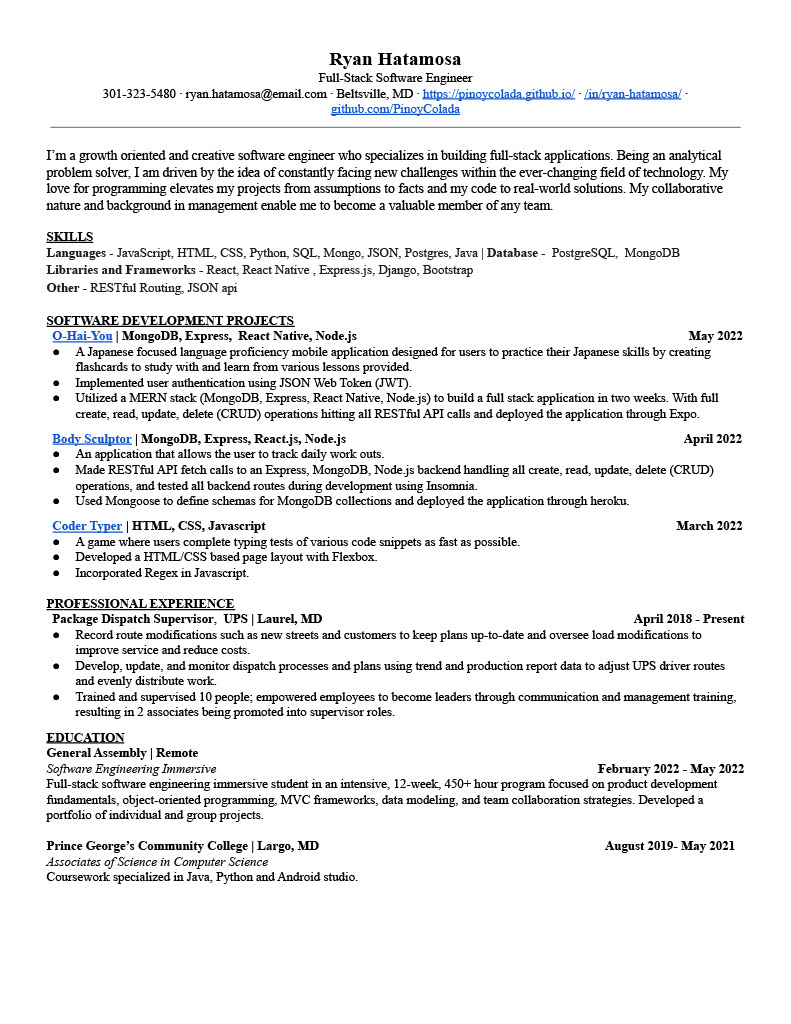 Ryan Hatamosa
Full-Stack Software Engineer
301-323-5480 · ryan.hatamosa@email.com · Beltsville, MD · https://pinoycolada.github.io/ · /in/ryan-hatamosa/ ·
github.com/PinoyColada
I'm a growth oriented and creative software engineer who specializes in building full-stack applications. Being an analytical
problem solver, I am driven by the idea of constantly facing new challenges within the ever-changing field of technology. My
love for programming elevates my projects from assumptions to facts and my code to real-world solutions. My collaborative
nature and background in management enable me to become a valuable member of any team.
SKILLS
Languages - JavaScript, HTML, CSS, Python, SQL, Mongo, JSON, Postgres, Java | Database - PostgreSQL, MongoDB
Libraries and Frameworks - React, React Native , Express.js, Django, Bootstrap
Other - RESTful Routing, JSON api
SOFTWARE DEVELOPMENT PROJECTS
O-Hai-You | MongoDB, Express, React Native, Node.js May 2022
● A Japanese focused language proficiency mobile application designed for users to practice their Japanese skills by creating
flashcards to study with and learn from various lessons provided.
● Implemented user authentication using JSON Web Token (JWT).
● Utilized a MERN stack (MongoDB, Express, React Native, Node.js) to build a full stack application in two weeks. With full
create, read, update, delete (CRUD) operations hitting all RESTful API calls and deployed the application through Expo.
Body Sculptor | MongoDB, Express, React.js, Node.js April 2022
● An application that allows the user to track daily work outs.
● Made RESTful API fetch calls to an Express, MongoDB, Node.js backend handling all create, read, update, delete (CRUD)
operations, and tested all backend routes during development using Insomnia.
● Used Mongoose to define schemas for MongoDB collections and deployed the application through heroku.
Coder Typer | HTML, CSS, Javascript March 2022
● A game where users complete typing tests of various code snippets as fast as possible.
● Developed a HTML/CSS based page layout with Flexbox.
● Incorporated Regex in Javascript.
PROFESSIONAL EXPERIENCE
Package Dispatch Supervisor, UPS | Laurel, MD April 2018 - Present
● Record route modifications such as new streets and customers to keep plans up-to-date and oversee load modifications to
improve service and reduce costs.
● Develop, update, and monitor dispatch processes and plans using trend and production report data to adjust UPS driver routes
and evenly distribute work.
● Trained and supervised 10 people; empowered employees to become leaders through communication and management training,
resulting in 2 associates being promoted into supervisor roles.
EDUCATION
General Assembly | Remote
Software Engineering Immersive February 2022 - May 2022
Full-stack software engineering immersive student in an intensive, 12-week, 450+ hour program focused on product development
fundamentals, object-oriented programming, MVC frameworks, data modeling, and team collaboration strategies. Developed a
portfolio of individual and group projects.
Prince George's Community College | Largo, MD August 2019- May 2021
Associates of Science in Computer Science
Coursework specialized in Java, Python and Android studio.